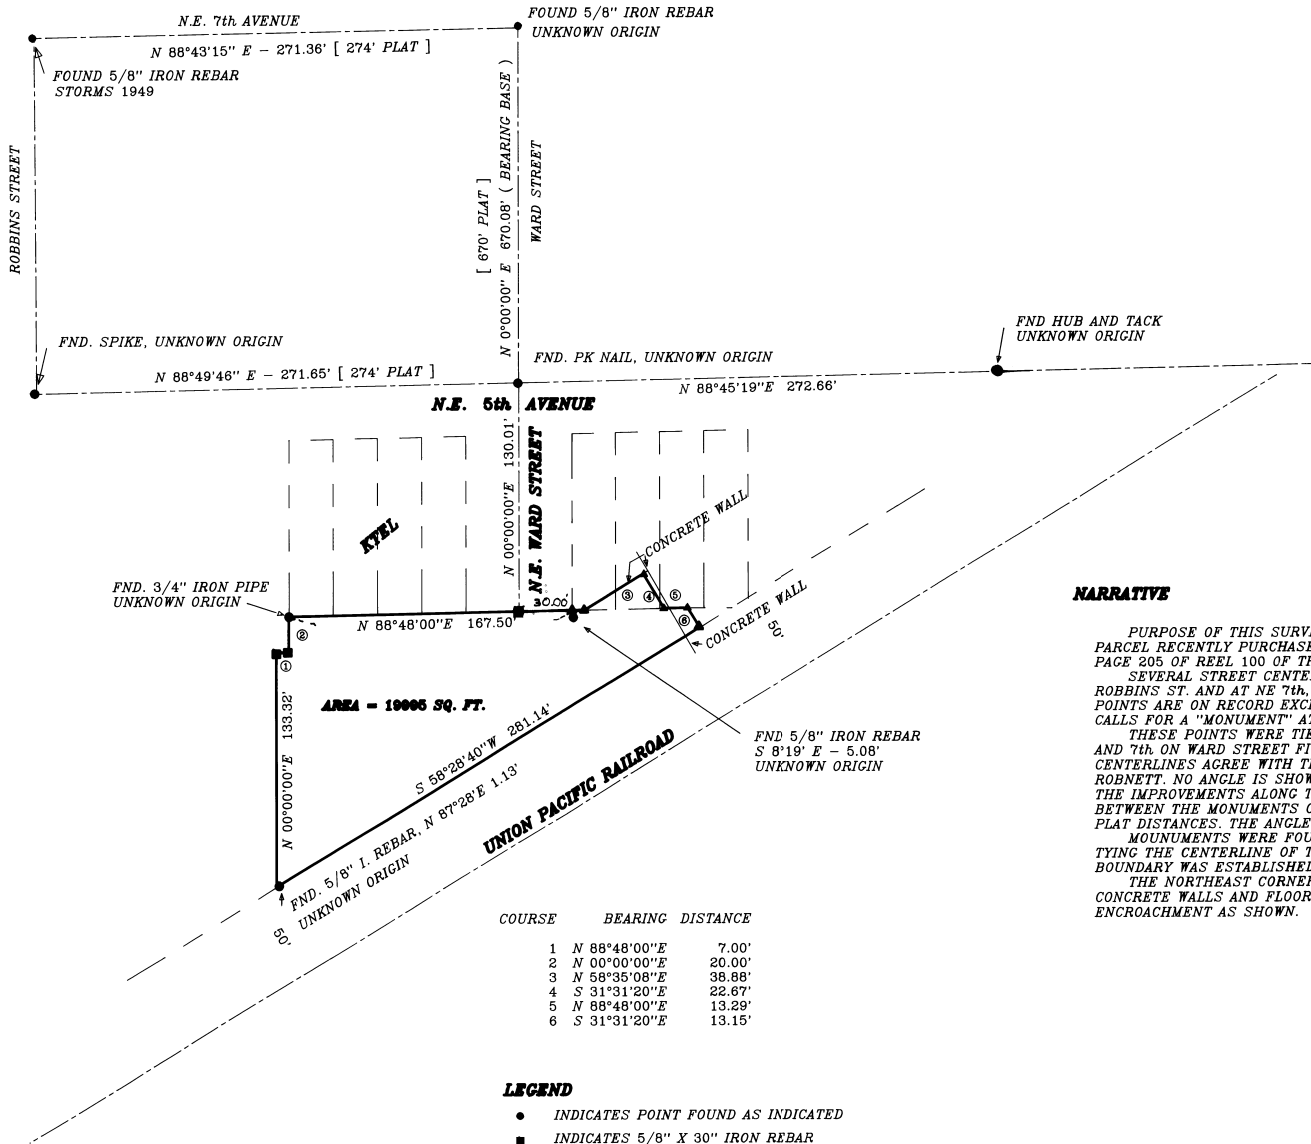 N.E. 7th AVENUE
N 88°43'15" E - 271.36' [ 274' PLAT ]
FOUND 5/8" IRON REBAR
UNKNOWN ORIGIN
FOUND 5/8" IRON REBAR
STORMS 1949
ROBBINS STREET
[ 670' PLAT ]
N 0°00'00" E 670.08' ( BEARING BASE )
WARD STREET
FND. SPIKE, UNKNOWN ORIGIN
N 88°49'46" E - 271.65' [ 274' PLAT ]
FND. PK NAIL, UNKNOWN ORIGIN
N 88°45'19"E 272.66'
FND HUB AND TACK
UNKNOWN ORIGIN
N.E. 5th AVENUE
N 00°00'00"E 130.01'
N.E. WARD STREET
KTEL
CONCRETE WALL
FND. 3/4" IRON PIPE
UNKNOWN ORIGIN
30.00'
N 88°48'00"E 167.50'
①
②
③
④
⑤
⑥
CONCRETE WALL
50'
N 00°00'00"E 133.32'
AREA = 19995 SQ. FT.
S 58°28'40"W 281.14'
FND 5/8" IRON REBAR
S 8°19' E - 5.08'
UNKNOWN ORIGIN
UNION PACIFIC RAILROAD
FND. 5/8" I. REBAR, N 87°28'E 1.13'
UNKNOWN ORIGIN
50'
NARRATIVE
PURPOSE OF THIS SURV
PARCEL RECENTLY PURCHASE
PAGE 205 OF REEL 100 OF TH
SEVERAL STREET CENTE
ROBBINS ST. AND AT NE 7th,
POINTS ARE ON RECORD EXC
CALLS FOR A "MONUMENT" AT
THESE POINTS WERE TIE
AND 7th ON WARD STREET FI
CENTERLINES AGREE WITH T
ROBNETT. NO ANGLE IS SHOW
THE IMPROVEMENTS ALONG T
BETWEEN THE MONUMENTS O
PLAT DISTANCES. THE ANGLE
MOUNUMENTS WERE FOU
TYING THE CENTERLINE OF T
BOUNDARY WAS ESTABLISHED
THE NORTHEAST CORNER
CONCRETE WALLS AND FLOOR
ENCROACHMENT AS SHOWN.
COURSE BEARING DISTANCE
1 N 88°48'00"E 7.00'
2 N 00°00'00"E 20.00'
3 N 58°35'08"E 38.88'
4 S 31°31'20"E 22.67'
5 N 88°48'00"E 13.29'
6 S 31°31'20"E 13.15'
LEGEND
INDICATES POINT FOUND AS INDICATED
INDICATES 5/8" X 30" IRON REBAR